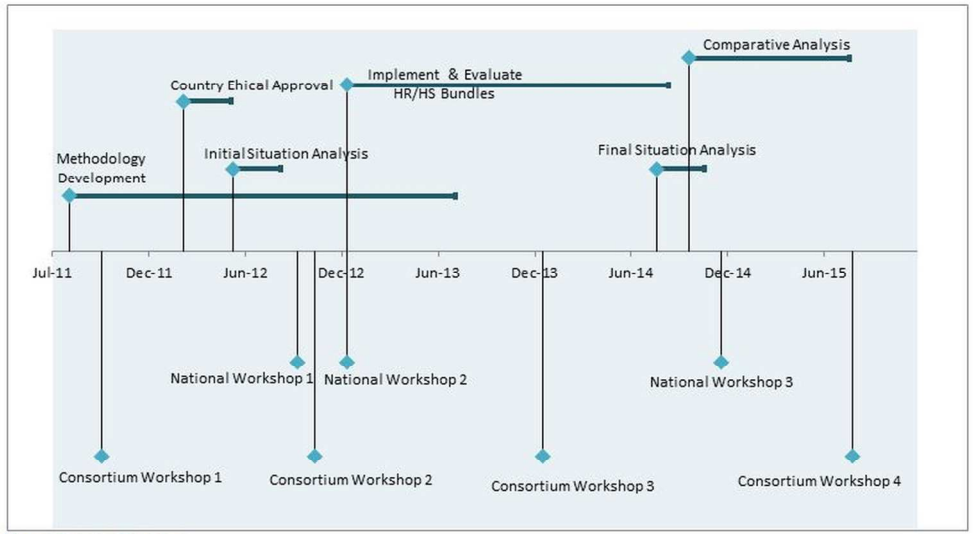 Comparative Analysis
Implement & Evaluate
HR/HS Bundles
Country Ehical Approval
Initial Situation Analysis
Final Situation Analysis
Methodology
Development
Jul-11 Dec-11 Jun-12 Dec-12 Jun-13 Dec-13 Jun-14 Dec-14 Jun-15
National Workshop 1 National Workshop 2 National Workshop 3
Consortium Workshop 1 Consortium Workshop 2 Consortium Workshop 3 Consortium Workshop 4